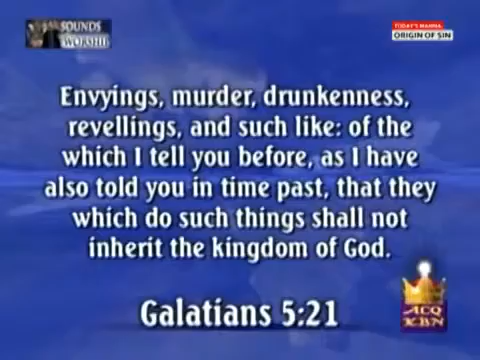 SOUNDS
WORSHIP
TODAY'S MANNA:
ORIGIN OF SIN
Envyings, murder, drunkenness,
revellings, and such like: of the
which I tell you before, as I have
also told you in time past, that they
which do such things shall not
inherit the kingdom of God.
Galatians 5:21
ACQ
KBN